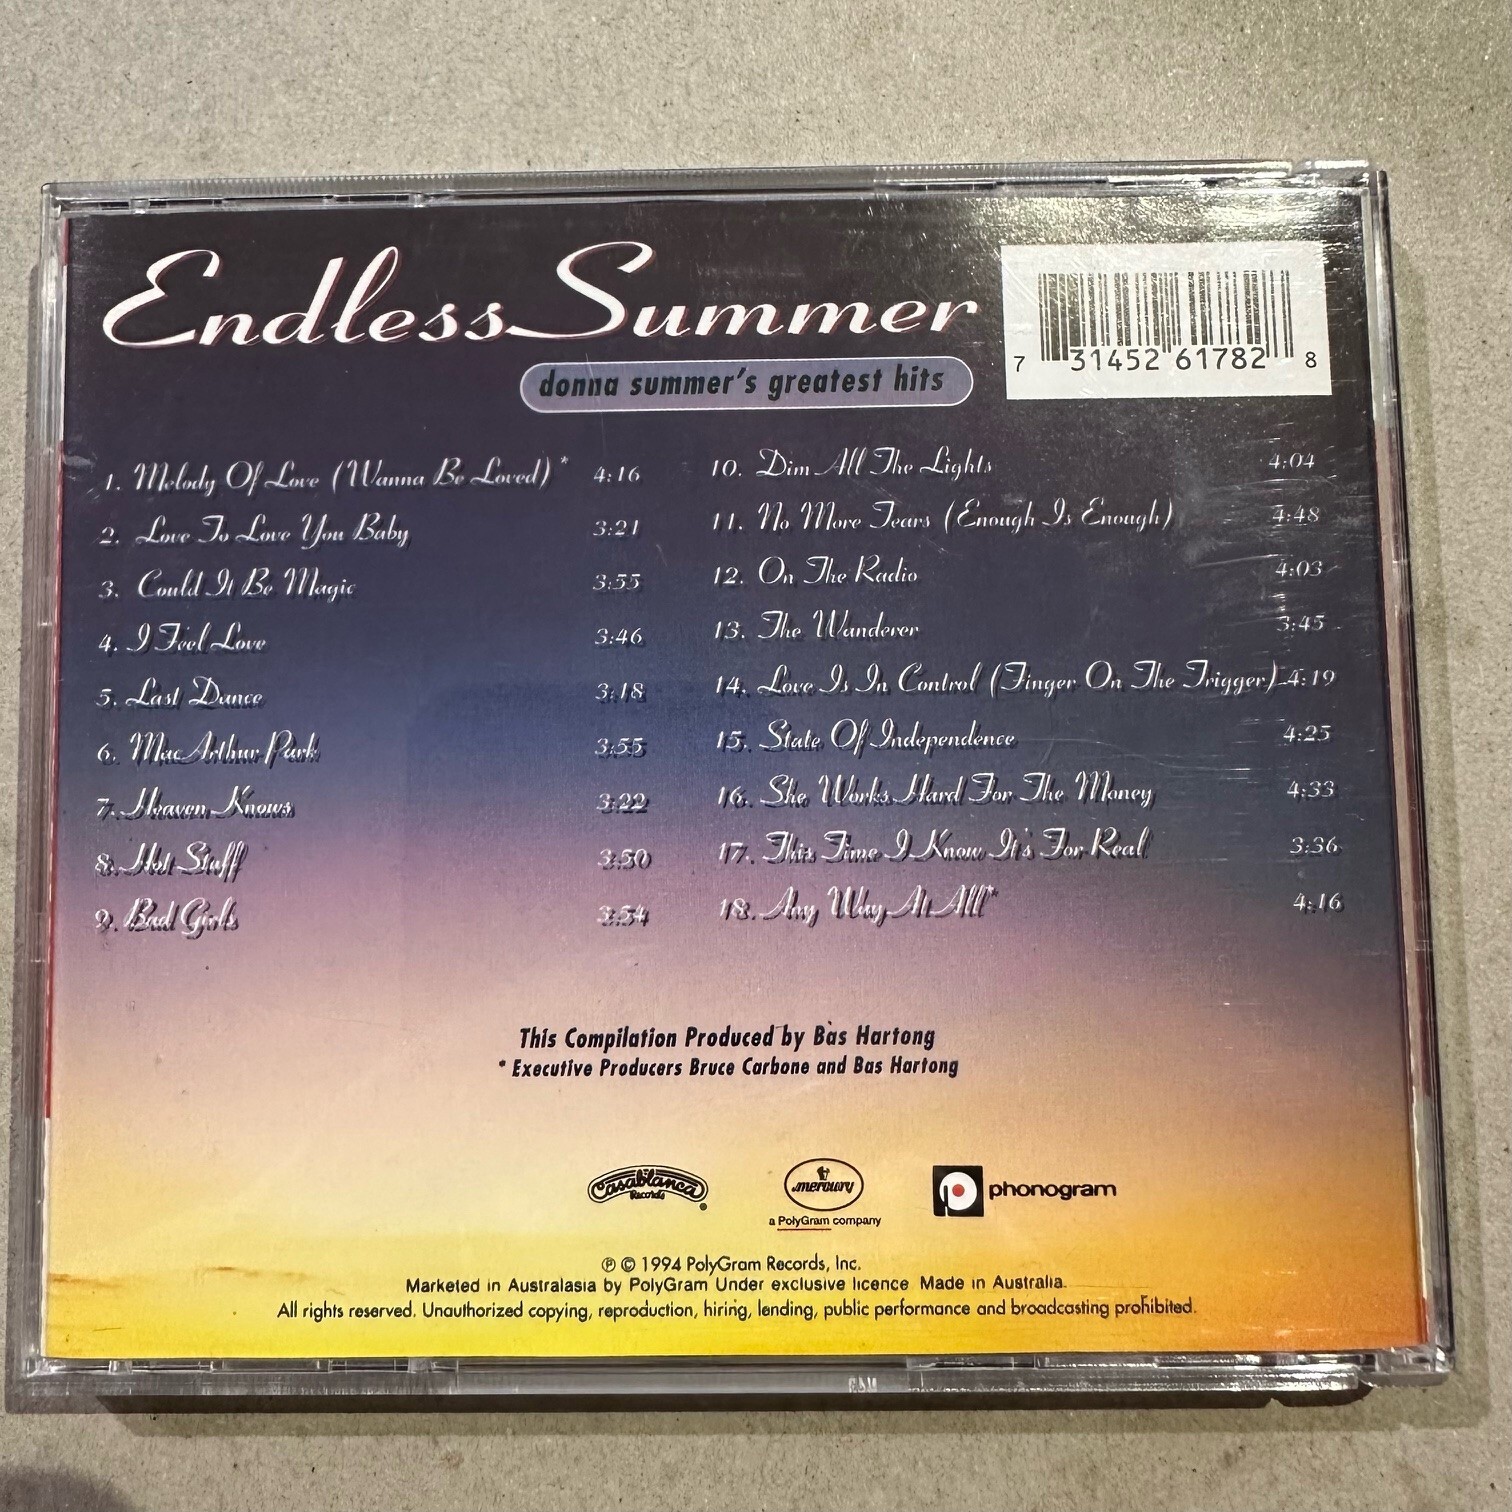 Endless Summer
donna summer's greatest hits
7 31452 61782 8
1. Melody Of Love (Wanna Be Loved) * 4:16
2. Love To Love You Baby 3:21
3. Could It Be Magic 3:55
4. I Feel Love 3:46
5. Last Dance 3:18
6. MacArthur Park 3:55
7. Heaven Knows 3:22
8. Hot Stuff 3:50
9. Bad Girls 3:54
10. Dim All The Lights 4:04
11. No More Tears (Enough Is Enough) 4:48
12. On The Radio 4:03
13. The Wanderer 3:45
14. Love Is In Control (Finger On The Trigger) 4:19
15. State Of Independence 4:25
16. She Works Hard For The Money 4:33
17. This Time I Know It's For Real 3:36
18. Any Way At All* 4:16
This Compilation Produced by Bas Hartong
* Executive Producers Bruce Carbone and Bas Hartong
Casablanca
Records
mercury
a PolyGram company
phonogram
℗ © 1994 PolyGram Records, Inc.
Marketed in Australasia by PolyGram Under exclusive licence Made in Australia.
All rights reserved. Unauthorized copying, reproduction, hiring, lending, public performance and broadcasting prohibited.